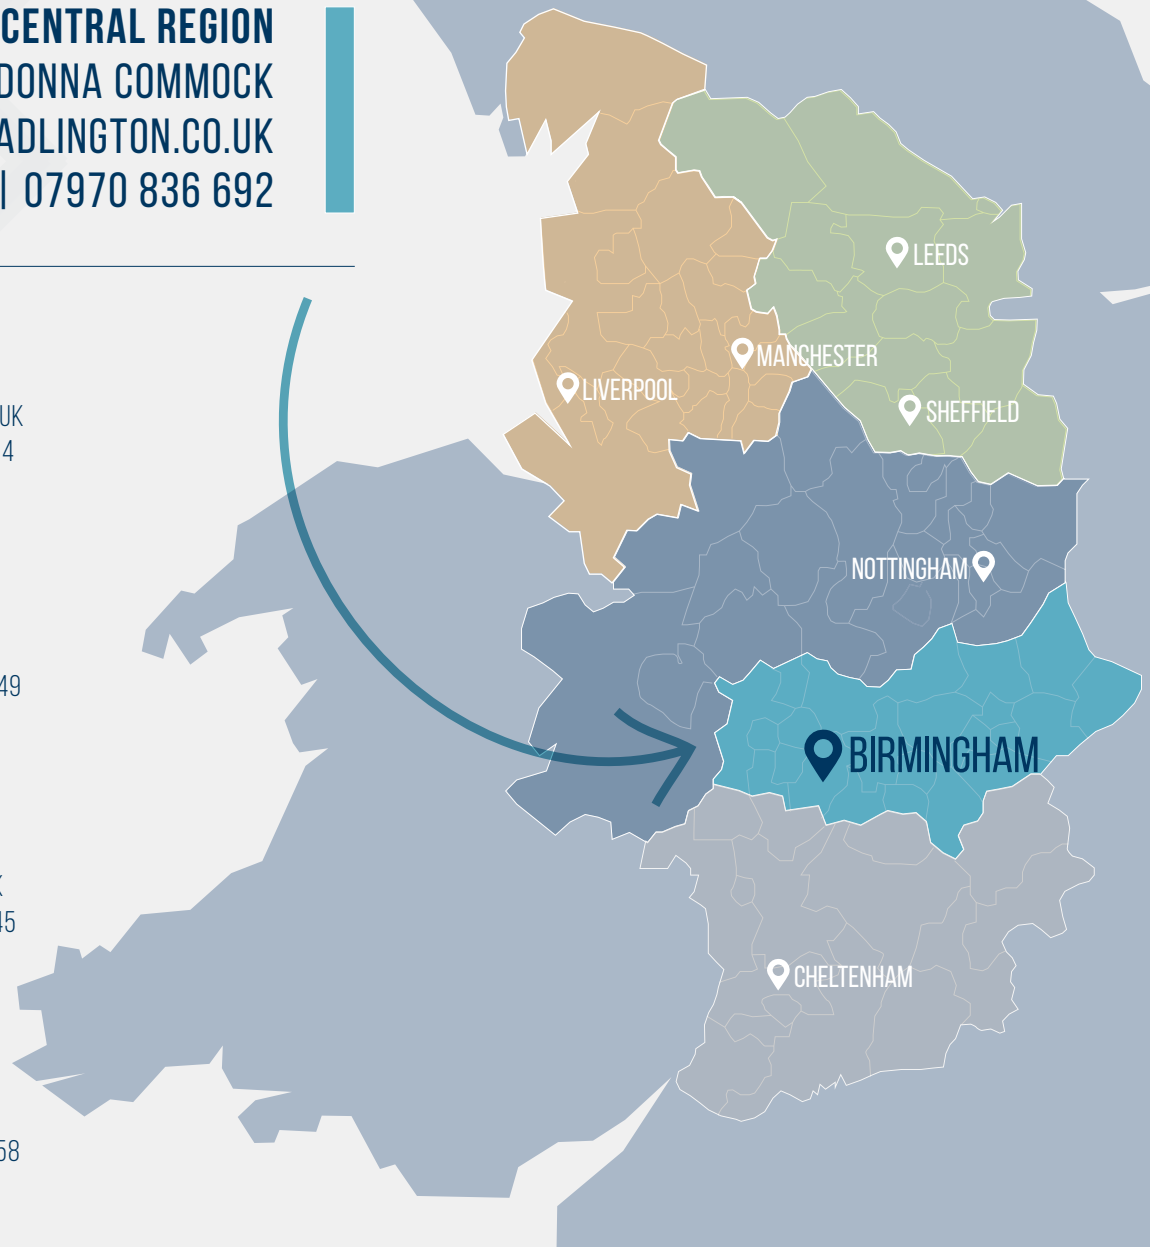 CENTRAL REGION
DONNA COMMOCK
ADLINGTON.CO.UK
| 07970 836 692
UK
4
49
45
58
LEEDS
MANCHESTER
LIVERPOOL
SHEFFIELD
NOTTINGHAM
BIRMINGHAM
CHELTENHAM